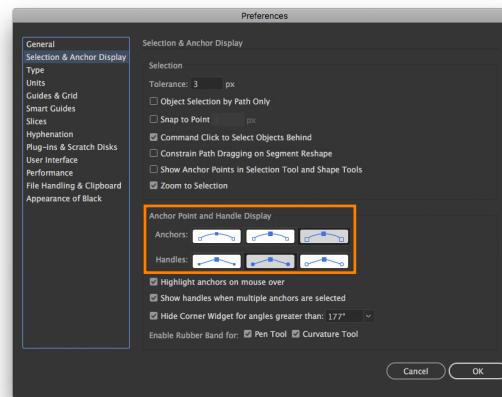 Preferences
General
Selection & Anchor Display
Type
Units
Guides & Grid
Smart Guides
Slices
Hyphenation
Plug-ins & Scratch Disks
User Interface
Performance
File Handling & Clipboard
Appearance of Black
Selection & Anchor Display
Selection
Tolerance: 3 px
Object Selection by Path Only
Snap to Point px
Command Click to Select Objects Behind
Constrain Path Dragging on Segment Reshape
Show Anchor Points in Selection Tool and Shape Tools
Zoom to Selection
Anchor Point and Handle Display
Anchors:
Handles:
Highlight anchors on mouse over
Show handles when multiple anchors are selected
Hide Corner Widget for angles greater than: 177°
Enable Rubber Band for: Pen Tool Curvature Tool
Cancel OK